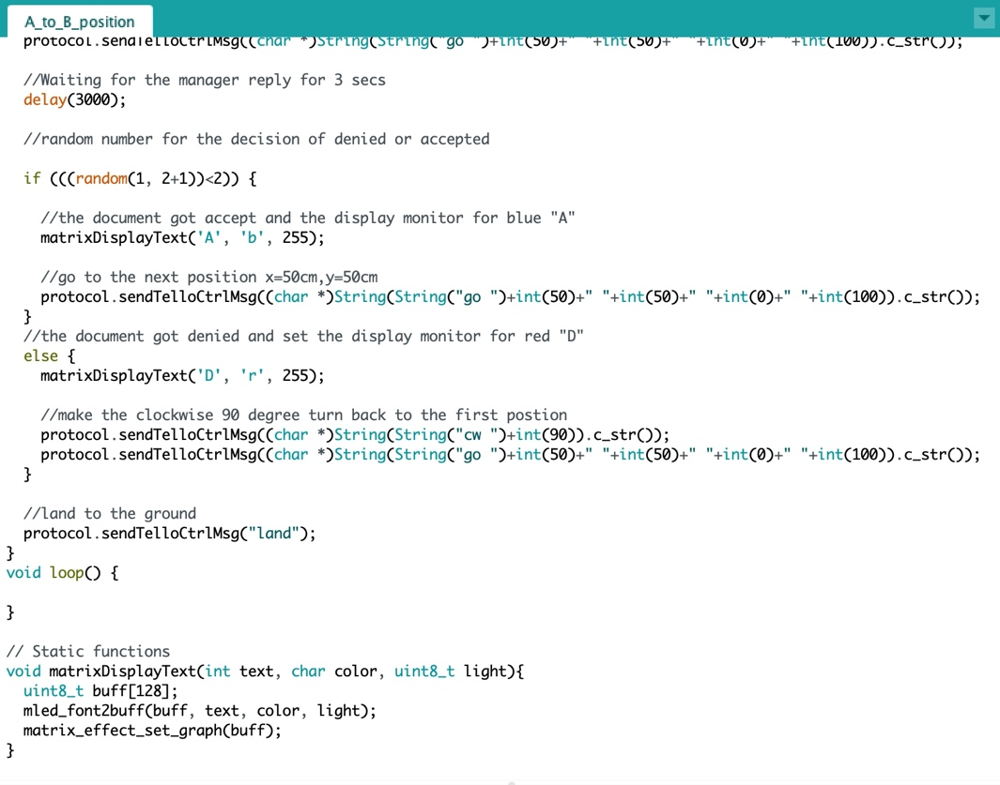 A_to_B_position
protocol.sendTelloCtrlMsg((char *)String(String("go ")+int(50)+" "+int(50)+" "+int(0)+" "+int(100)).c_str());
//Waiting for the manager reply for 3 secs
delay(3000);
//random number for the decision of denied or accepted
if (((random(1, 2+1))<2)) {
//the document got accept and the display monitor for blue "A"
matrixDisplayText('A', 'b', 255);
//go to the next position x=50cm,y=50cm
protocol.sendTelloCtrlMsg((char *)String(String("go ")+int(50)+" "+int(50)+" "+int(0)+" "+int(100)).c_str());
}
//the document got denied and set the display monitor for red "D"
else {
matrixDisplayText('D', 'r', 255);
//make the clockwise 90 degree turn back to the first postion
protocol.sendTelloCtrlMsg((char *)String(String("cw ")+int(90)).c_str());
protocol.sendTelloCtrlMsg((char *)String(String("go ")+int(50)+" "+int(50)+" "+int(0)+" "+int(100)).c_str());
}
//land to the ground
protocol.sendTelloCtrlMsg("land");
}
void loop() {
}
// Static functions
void matrixDisplayText(int text, char color, uint8_t light){
uint8_t buff[128];
mled_font2buff(buff, text, color, light);
matrix_effect_set_graph(buff);
}